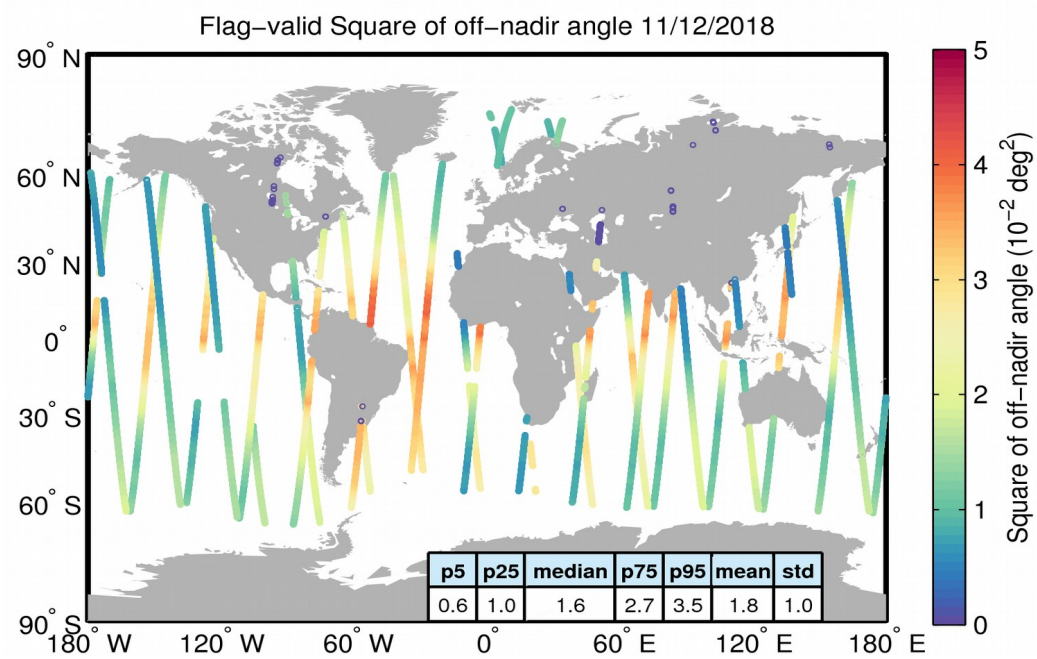 Flag−valid Square of off−nadir angle 11/12/2018
90° N
60° N
30° N
0°
30° S
60° S
90° S
180° W
120° W
60° W
0°
60° E
120° E
180° E
p5 p25 median p75 p95 mean std
0.6 1.0 1.6 2.7 3.5 1.8 1.0
5
4
3
2
1
0
Square of off−nadir angle (10⁻² deg²)